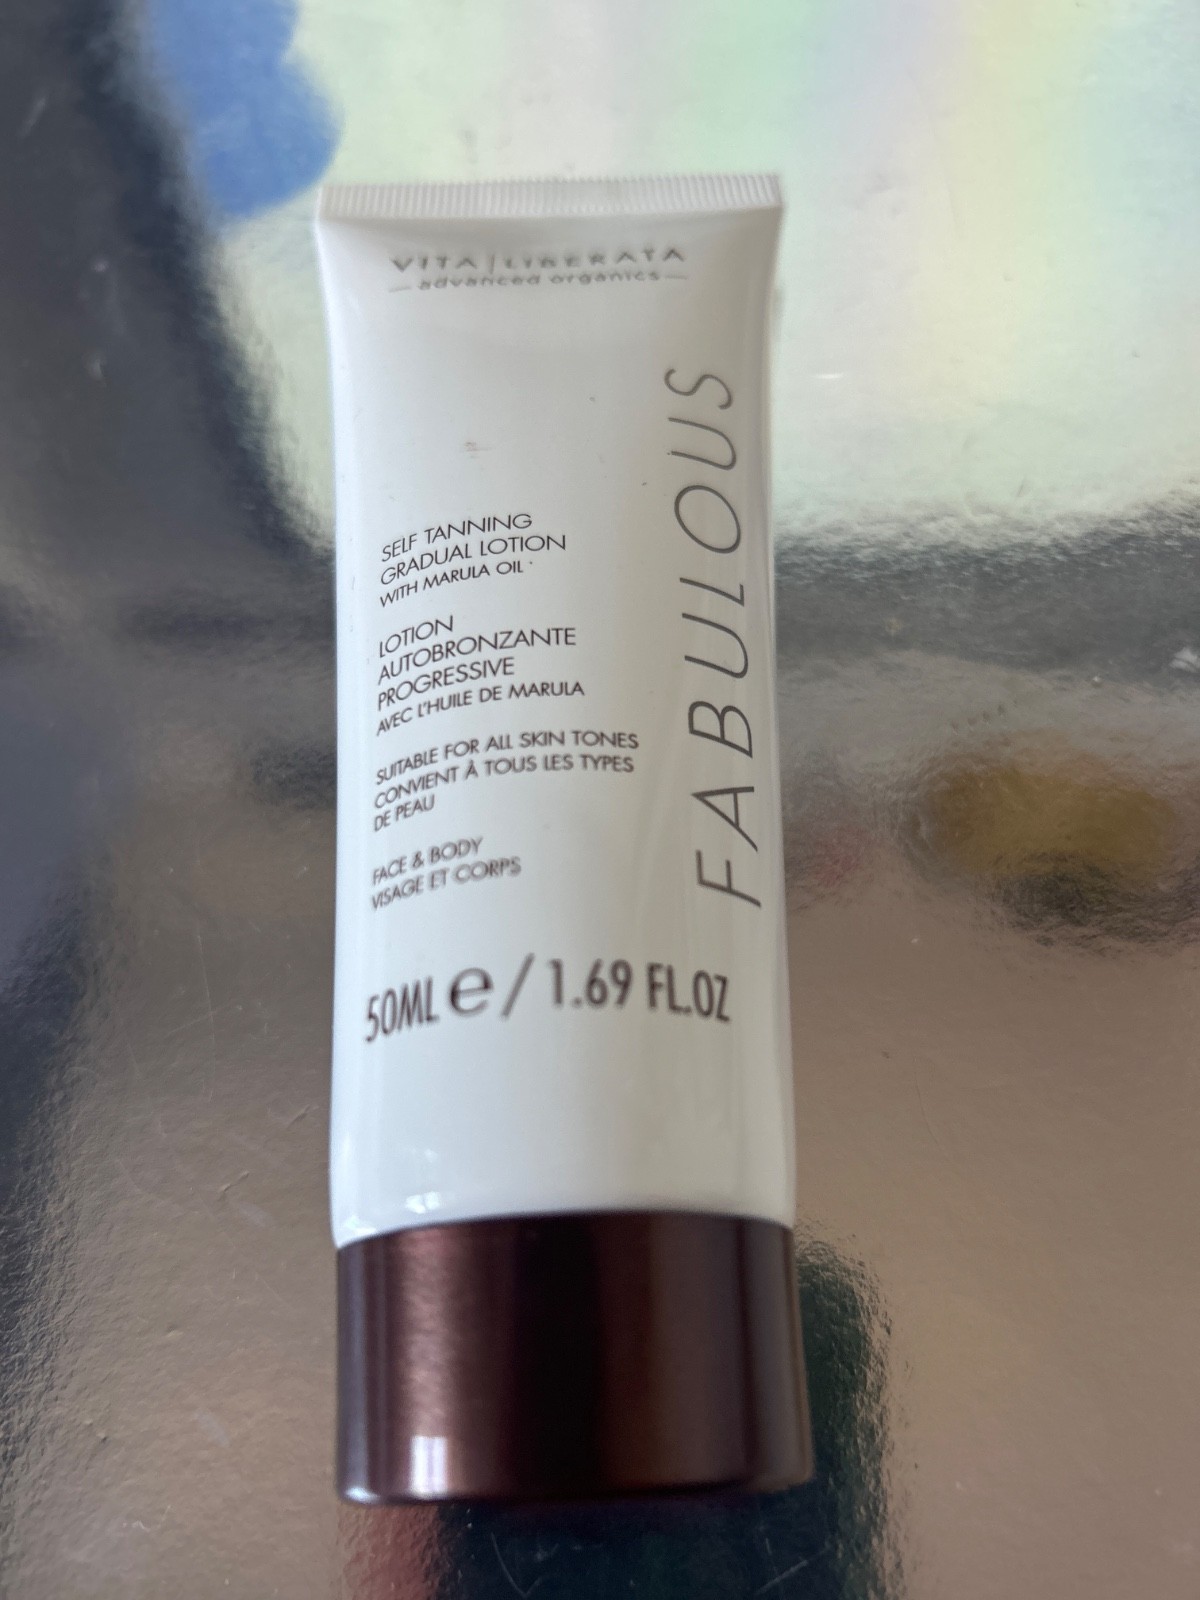 VITA | LIBERATA
advanced organics
FABULOUS
SELF TANNING
GRADUAL LOTION
WITH MARULA OIL
LOTION
AUTOBRONZANTE
PROGRESSIVE
AVEC L'HUILE DE MARULA
SUITABLE FOR ALL SKIN TONES
CONVIENT À TOUS LES TYPES
DE PEAU
FACE & BODY
VISAGE ET CORPS
50ML e / 1.69 FL.OZ